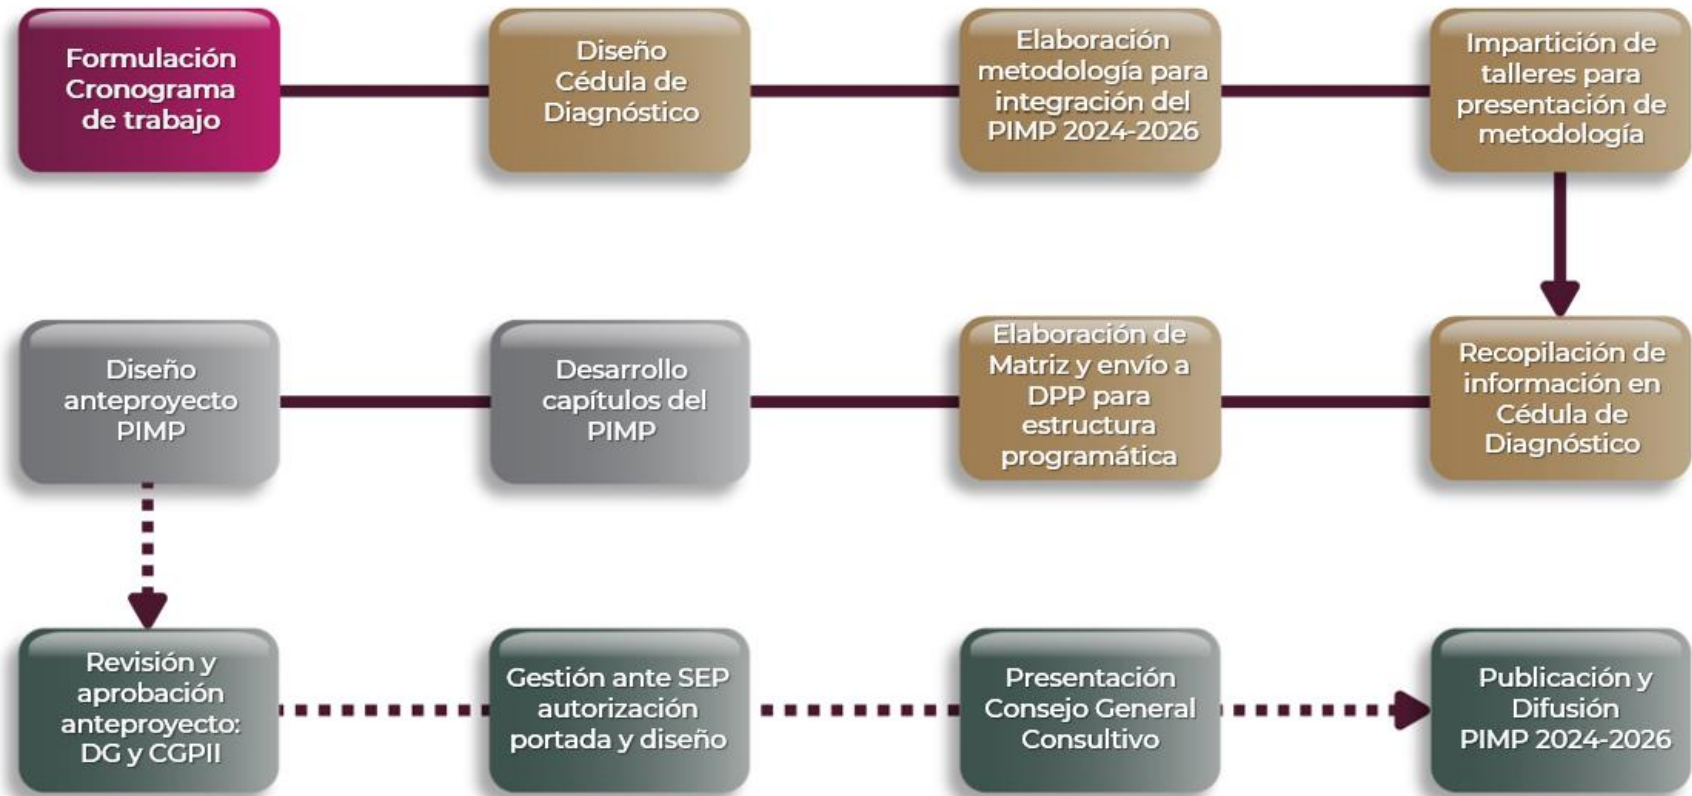 Formulación
Cronograma
de trabajo
Diseño
Cédula de
Diagnóstico
Elaboración
metodología para
integración del
PIMP 2024-2026
Impartición de
talleres para
presentación de
metodología
Diseño
anteproyecto
PIMP
Desarrollo
capítulos del
PIMP
Elaboración de
Matriz y envío a
DPP para
estructura
programática
Recopilación de
información en
Cédula de
Diagnóstico
Revisión y
aprobación
anteproyecto:
DG y CGPII
Gestión ante SEP
autorización
portada y diseño
Presentación
Consejo General
Consultivo
Publicación y
Difusión
PIMP 2024-2026